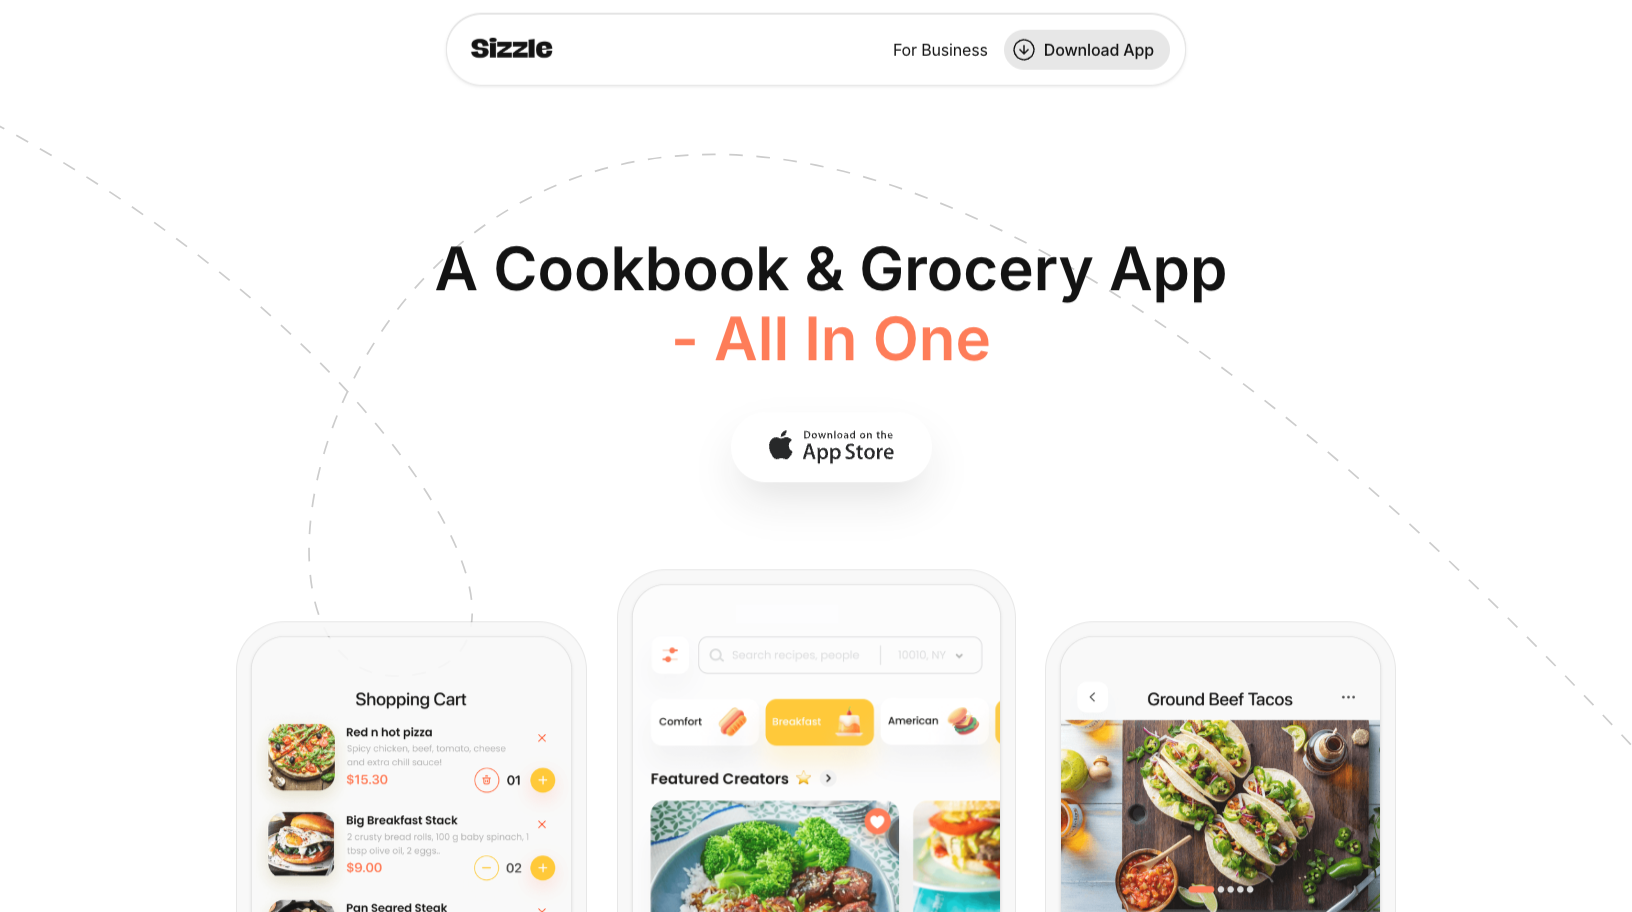 Sizzle
For Business
Download App
A Cookbook & Grocery App
- All In One
Download on the
App Store
Shopping Cart
Red n hot pizza
Spicy chicken, beef, tomato, cheese
and extra chill sauce!
$15.30
01
Big Breakfast Stack
2 crusty bread rolls, 100 g baby spinach, 1
tbsp olive oil, 2 eggs..
$9.00
02
Pan Seared Steak
Search recipes, people
10010, NY
Comfort
Breakfast
American
Featured Creators
Ground Beef Tacos